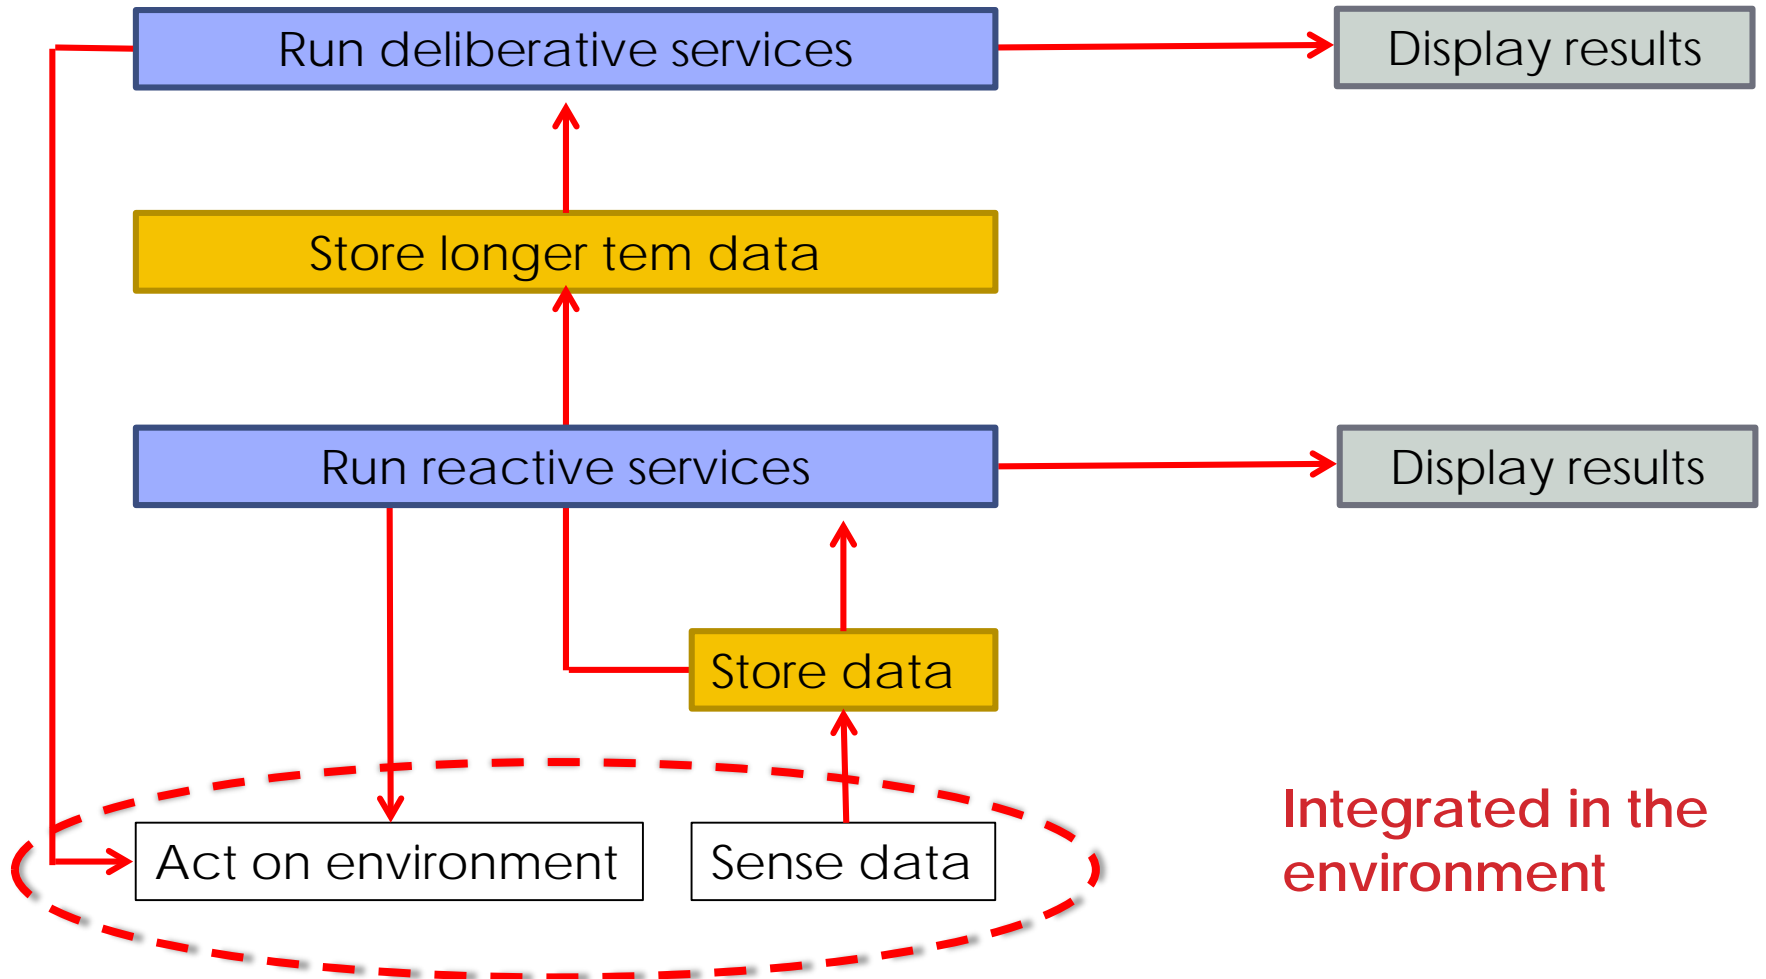 Run deliberative services
Display results
Store longer tem data
Run reactive services
Display results
Store data
Act on environment
Sense data
Integrated in the
environment